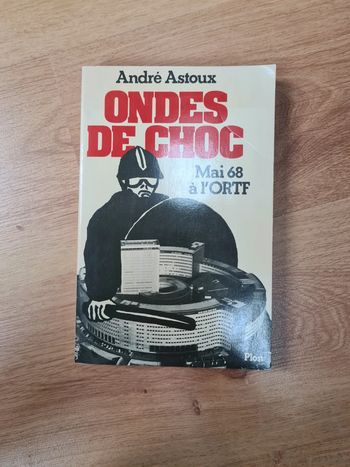 André Astoux
ONDES
DE CHOC
Mai 68
à l'ORTF
Plon